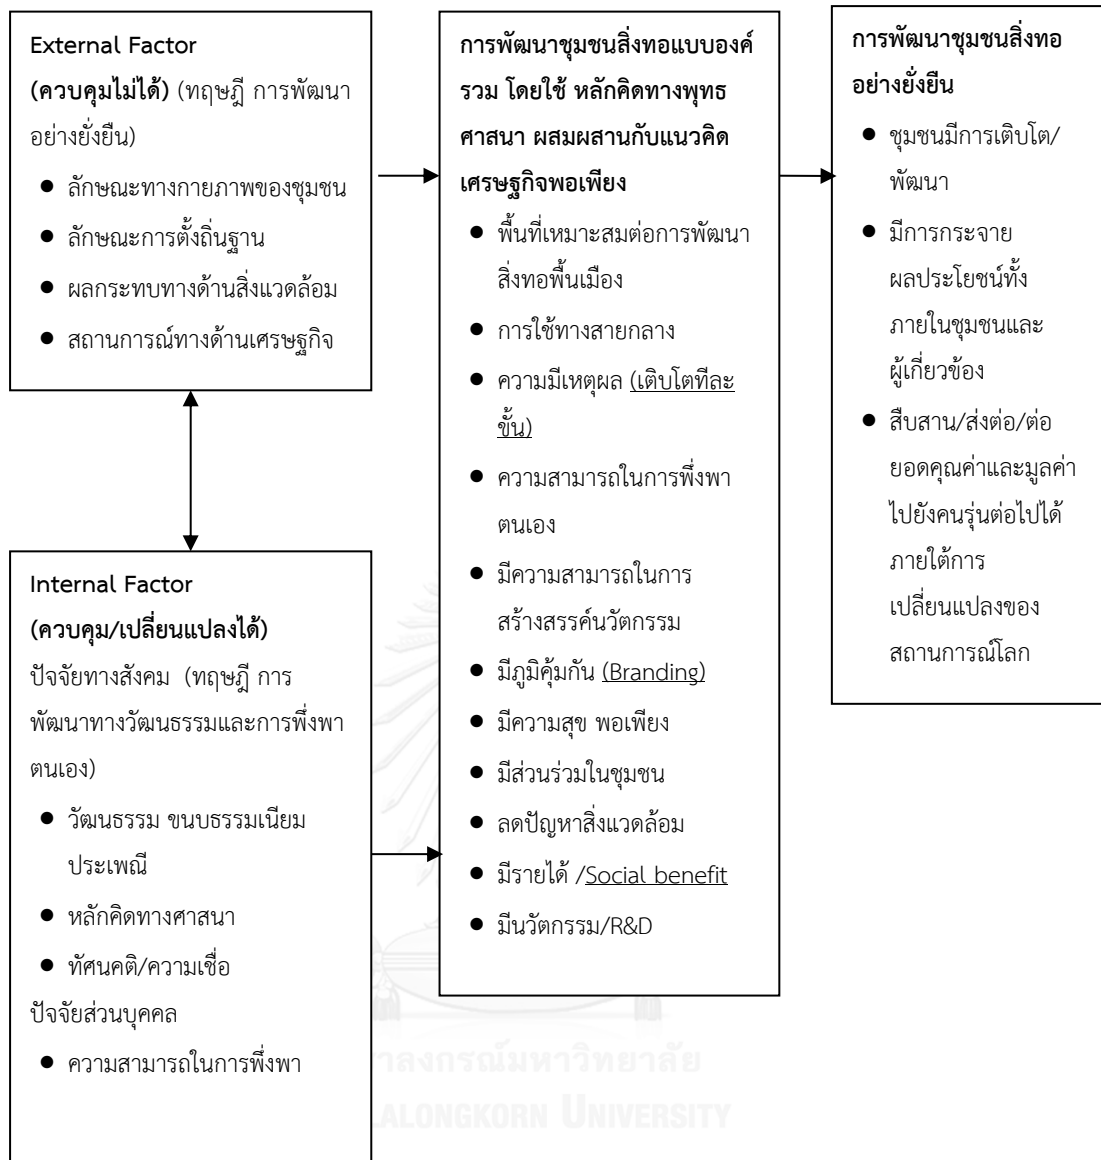 External Factor
(ควบคุมไม่ได้) (ทฤษฎี การพัฒนา
อย่างยั่งยืน)
● ลักษณะทางกายภาพของชุมชน
● ลักษณะการตั้งถิ่นฐาน
● ผลกระทบทางด้านสิ่งแวดล้อม
● สถานการณ์ทางด้านเศรษฐกิจ
Internal Factor
(ควบคุม/เปลี่ยนแปลงได้)
ปัจจัยทางสังคม (ทฤษฎี การ
พัฒนาทางวัฒนธรรมและการพึ่งพา
ตนเอง)
● วัฒนธรรม ขนบธรรมเนียม
ประเพณี
● หลักคิดทางศาสนา
● ทัศนคติ/ความเชื่อ
ปัจจัยส่วนบุคคล
● ความสามารถในการพึ่งพา
การพัฒนาชุมชนสิ่งทอแบบองค์
รวม โดยใช้ หลักคิดทางพุทธ
ศาสนา ผสมผสานกับแนวคิด
เศรษฐกิจพอเพียง
● พื้นที่เหมาะสมต่อการพัฒนา
สิ่งทอพื้นเมือง
● การใช้ทางสายกลาง
● ความมีเหตุผล (เติบโตทีละ
ขั้น)
● ความสามารถในการพึ่งพา
ตนเอง
● มีความสามารถในการ
สร้างสรรค์นวัตกรรม
● มีภูมิคุ้มกัน (Branding)
● มีความสุข พอเพียง
● มีส่วนร่วมในชุมชน
● ลดปัญหาสิ่งแวดล้อม
● มีรายได้ /Social benefit
● มีนวัตกรรม/R&D
การพัฒนาชุมชนสิ่งทอ
อย่างยั่งยืน
● ชุมชนมีการเติบโต/
พัฒนา
● มีการกระจาย
ผลประโยชน์ทั้ง
ภายในชุมชนและ
ผู้เกี่ยวข้อง
● สืบสาน/ส่งต่อ/ต่อ
ยอดคุณค่าและมูลค่า
ไปยังคนรุ่นต่อไปได้
ภายใต้การ
เปลี่ยนแปลงของ
สถานการณ์โลก
าลงกรณ์มหาวิทยาลัย
LALONGKORN UNIVERSITY